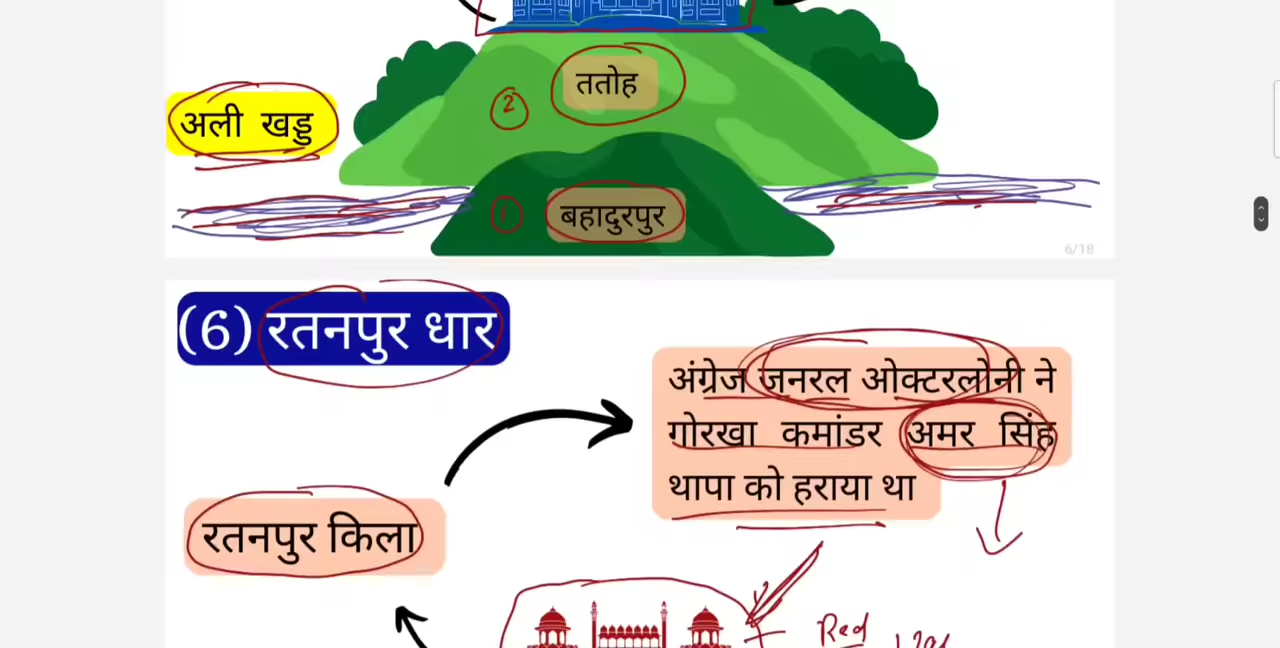 ततोह
2
अली खड्ड
1
बहादुरपुर
6/18
(6) रतनपुर धार
अंग्रेज जनरल ओक्टरलोनी ने
गोरखा कमांडर अमर सिंह
थापा को हराया था
रतनपुर किला
Red